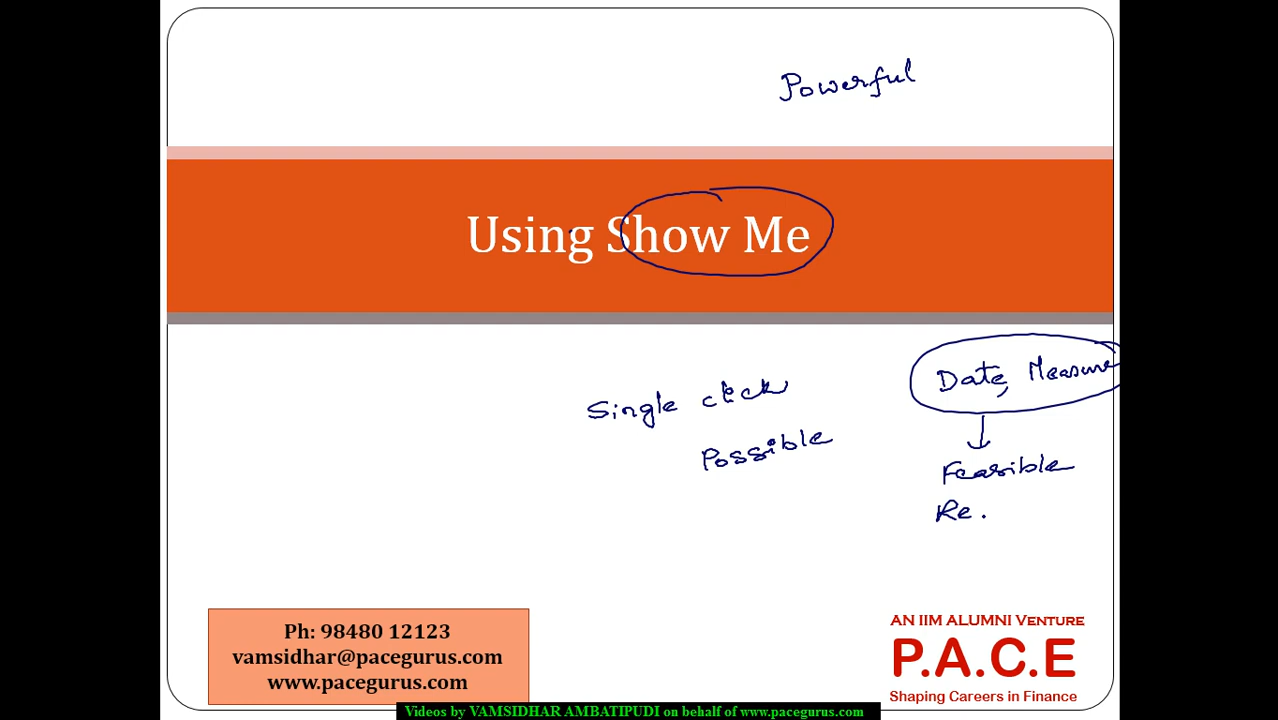 Powerful
Using Show Me
Single click
Possible
Date, Measure
Feasible
Re.
Ph: 98480 12123
vamsidhar@pacegurus.com
www.pacegurus.com
AN IIM ALUMNI VENTURE
P.A.C.E
Shaping Careers in Finance
Videos by VAMSIDHAR AMBATIPUDI on behalf of www.pacegurus.com